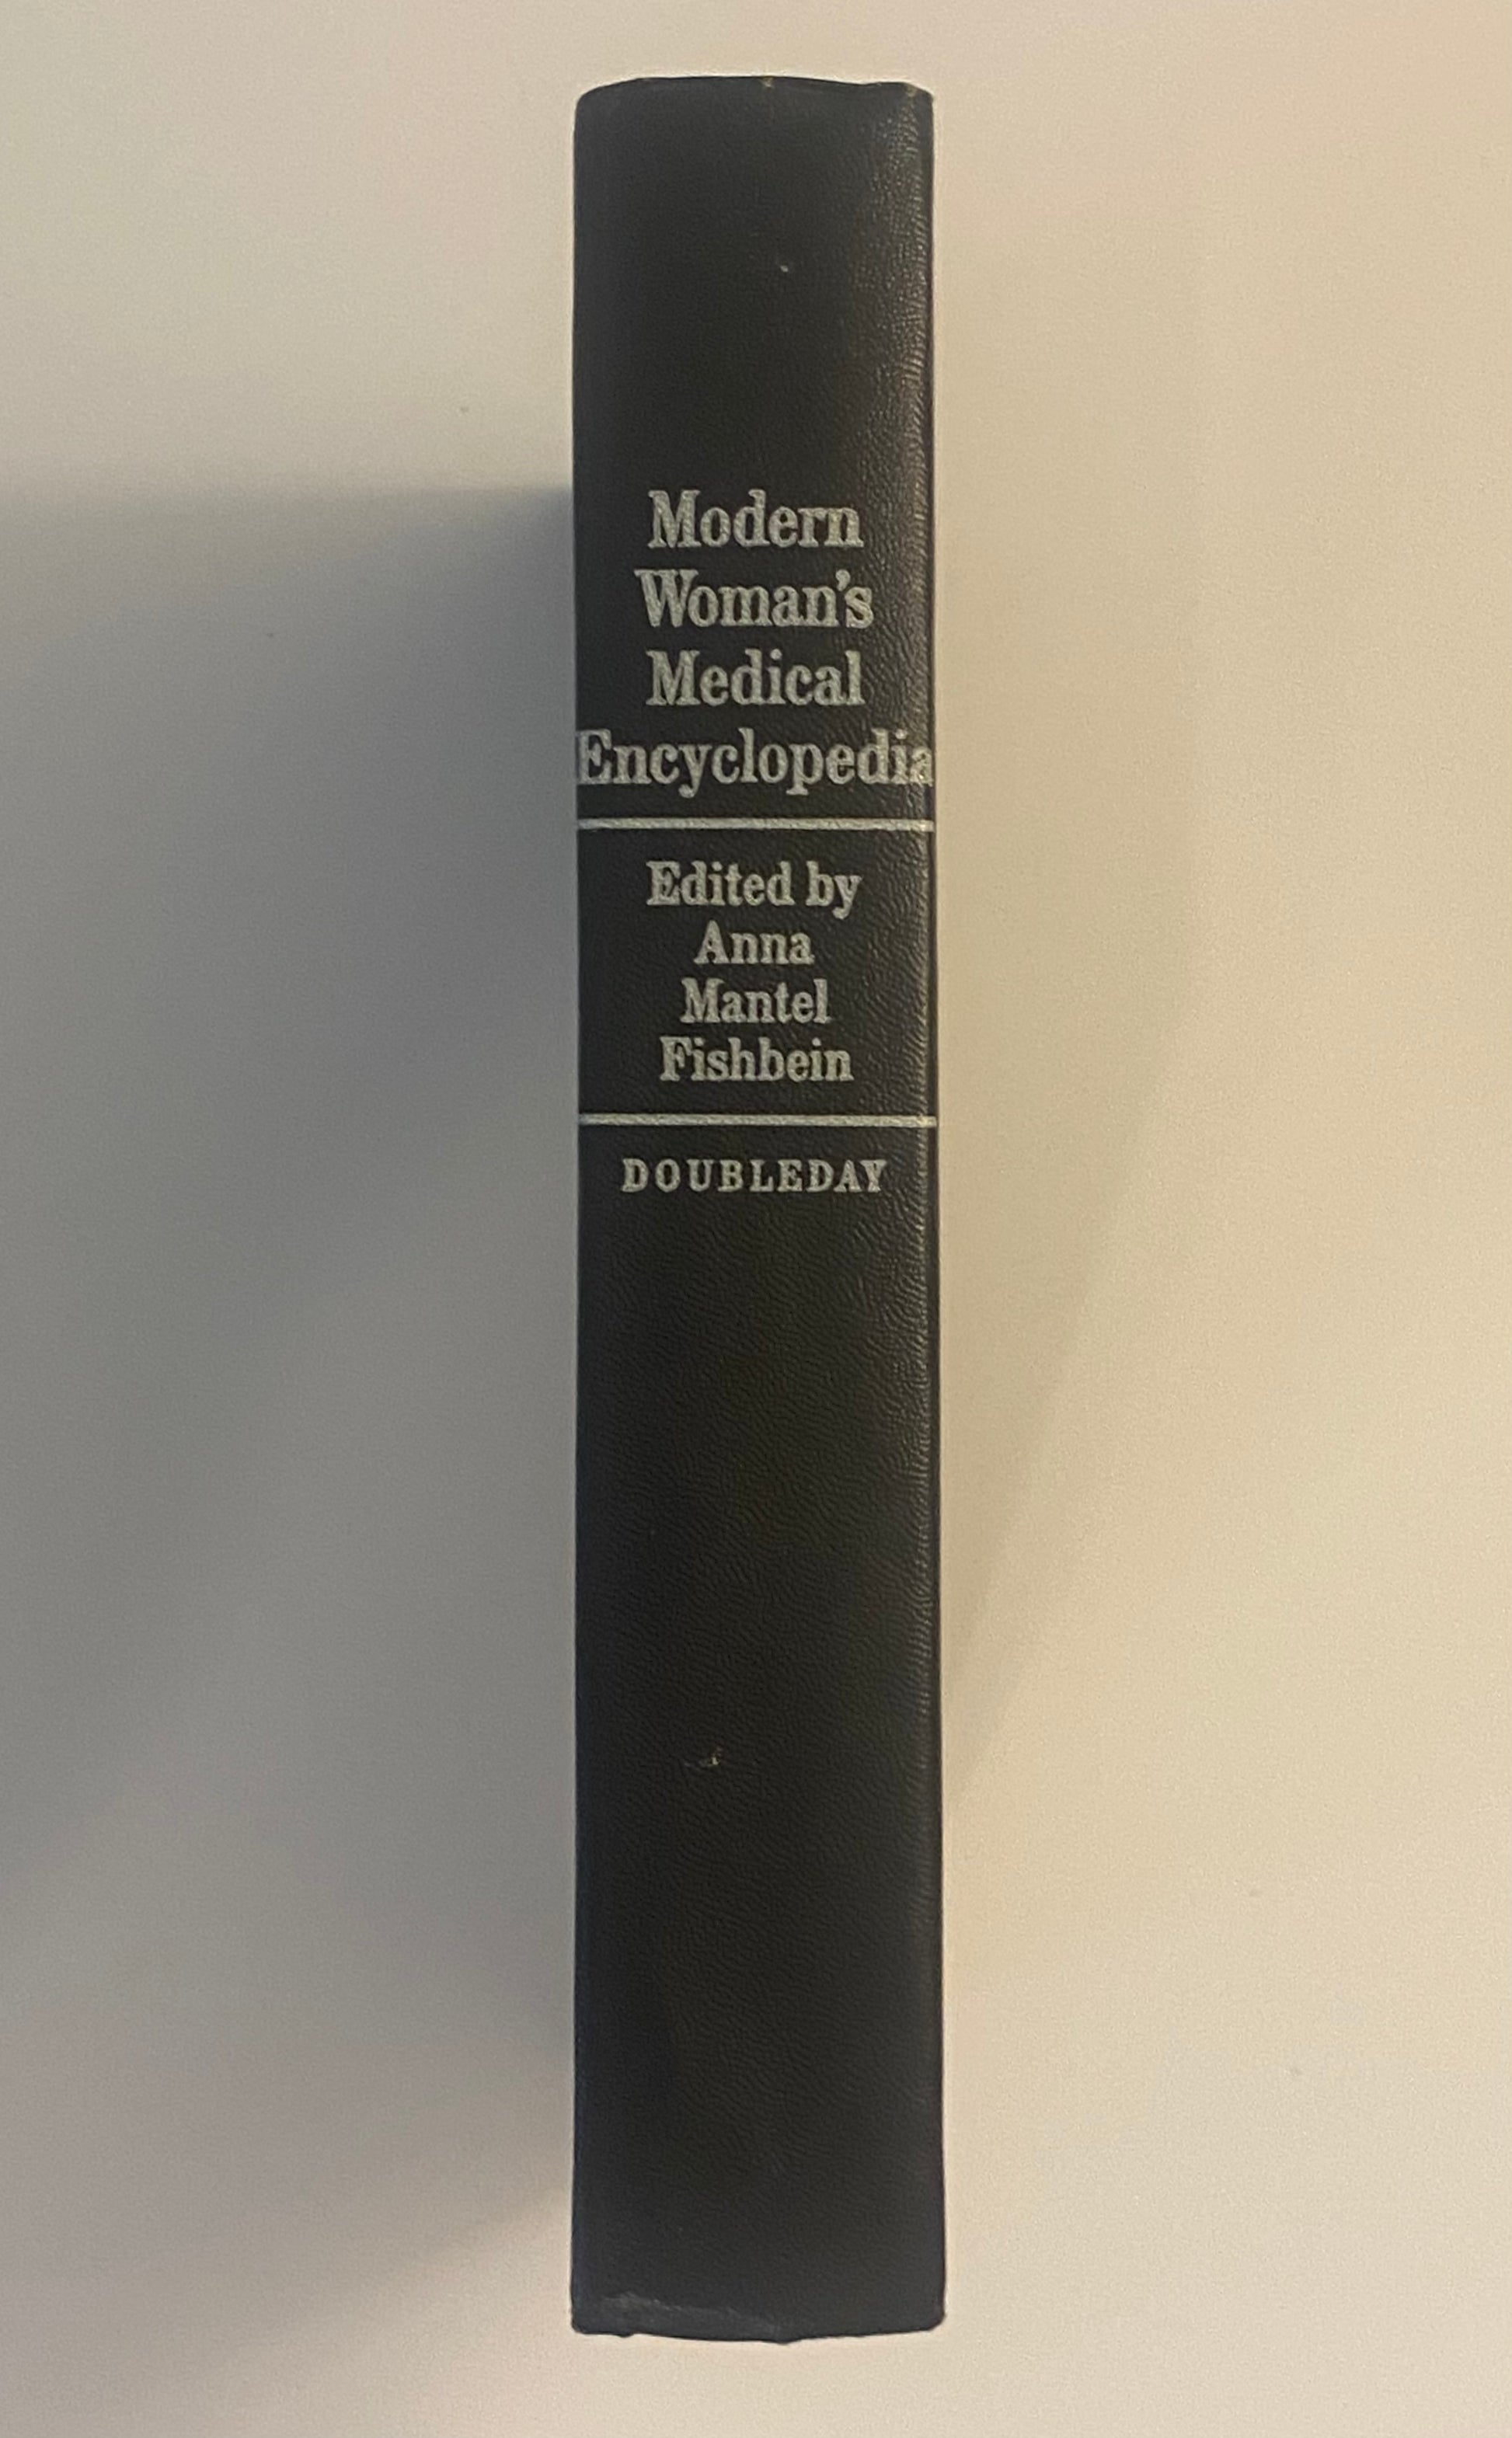 Modern
Woman's
Medical
Encyclopedia
Edited by
Anna
Mantel
Fishbein
DOUBLEDAY